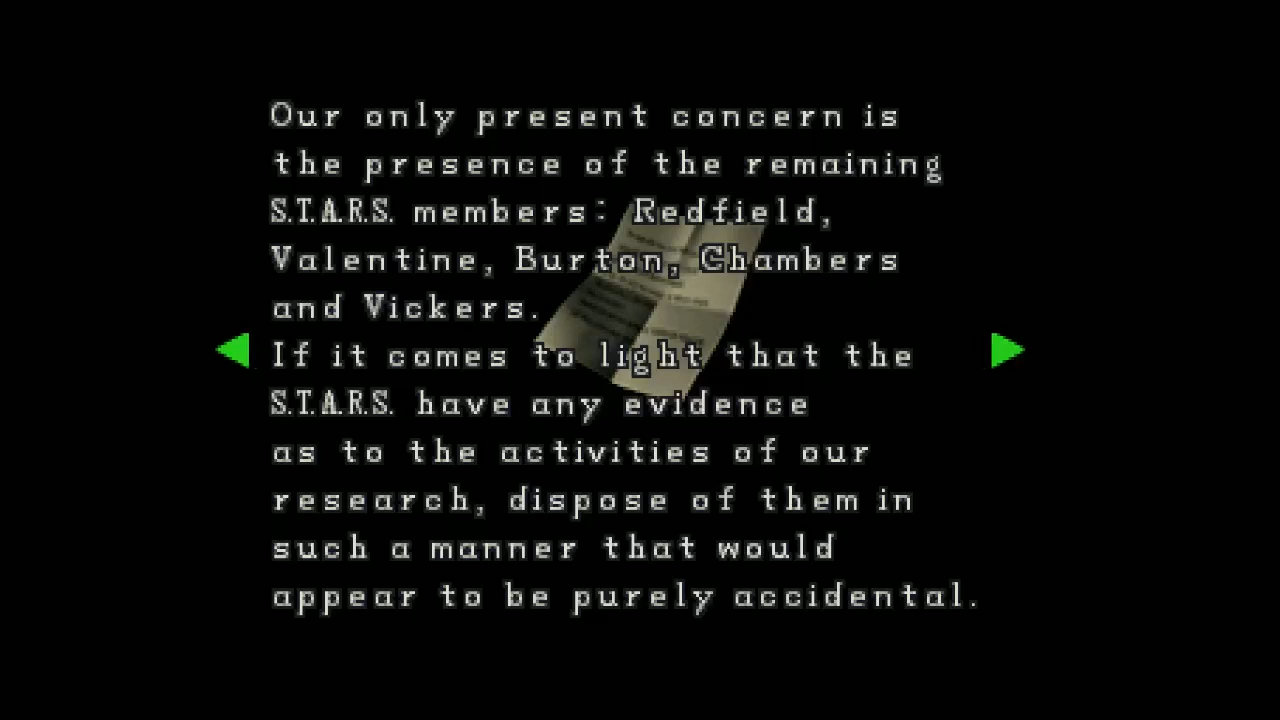 Our only present concern is
the presence of the remaining
S.T.A.R.S. members: Redfield,
Valentine, Burton, Chambers
and Vickers.
If it comes to light that the
S.T.A.R.S. have any evidence
as to the activities of our
research, dispose of them in
such a manner that would
appear to be purely accidental.